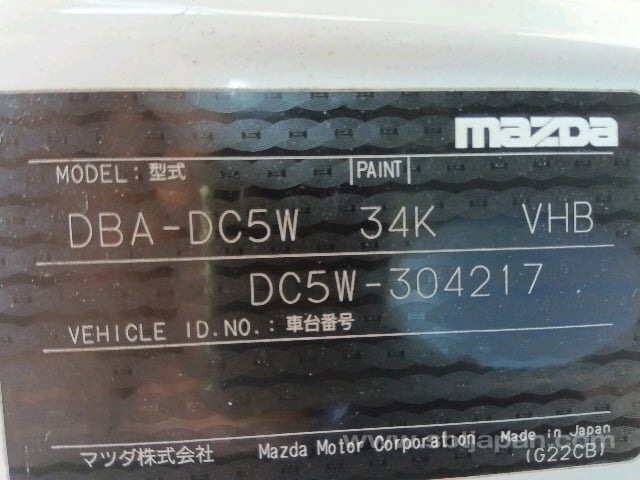 mazda
MODEL: 型式 PAINT
DBA-DC5W 34K VHB
DC5W-304217
VEHICLE ID.NO.: 車台番号
マツダ株式会社 Mazda Motor Corporation Made in Japan
(G22CB)